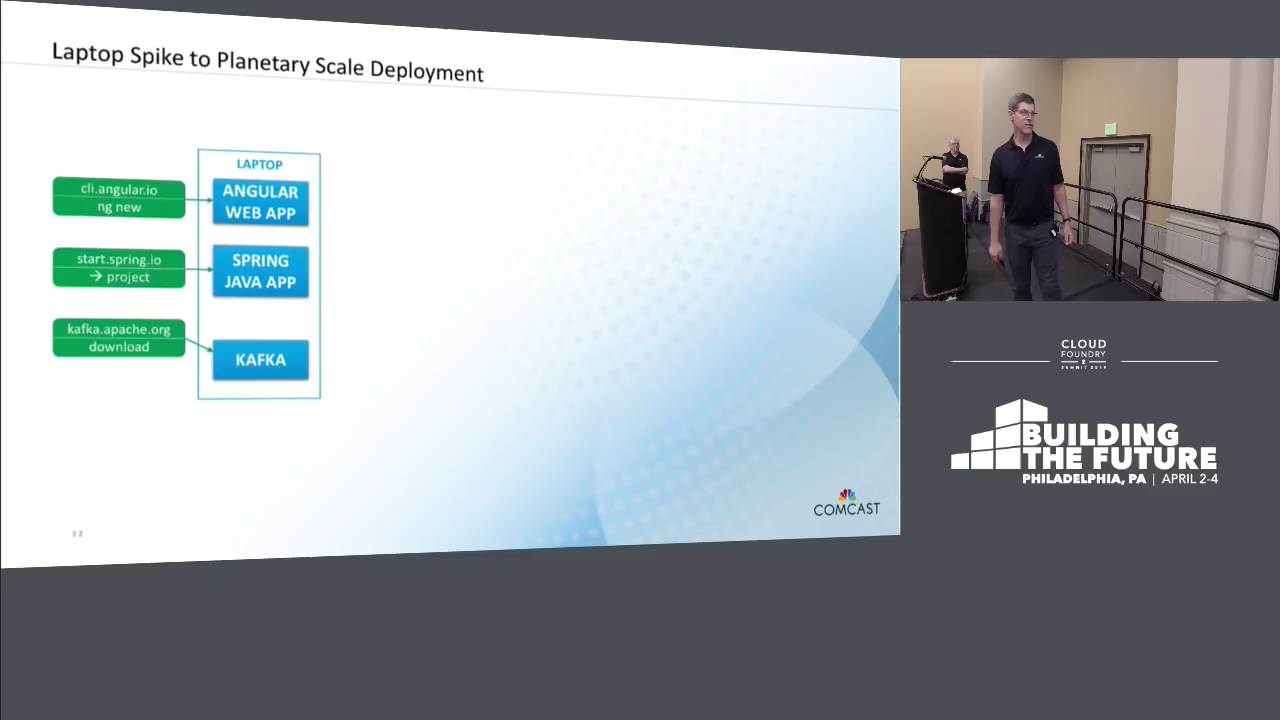 Laptop Spike to Planetary Scale Deployment
LAPTOP
cli.angular.io
ng new
ANGULAR
WEB APP
start.spring.io
→ project
SPRING
JAVA APP
kafka.apache.org
download
KAFKA
COMCAST
32
CLOUD
FOUNDRY
SUMMIT 2019
BUILDING
THE FUTURE
PHILADELPHIA, PA | APRIL 2-4